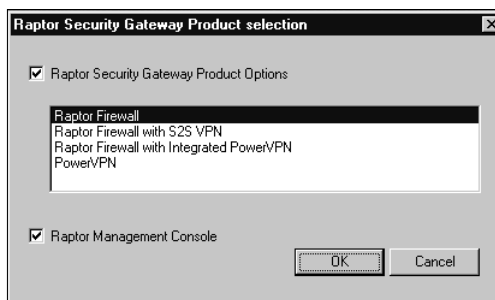 Raptor Security Gateway Product selection
Raptor Security Gateway Product Options
Raptor Firewall
Raptor Firewall with S2S VPN
Raptor Firewall with Integrated PowerVPN
PowerVPN
Raptor Management Console
OK Cancel